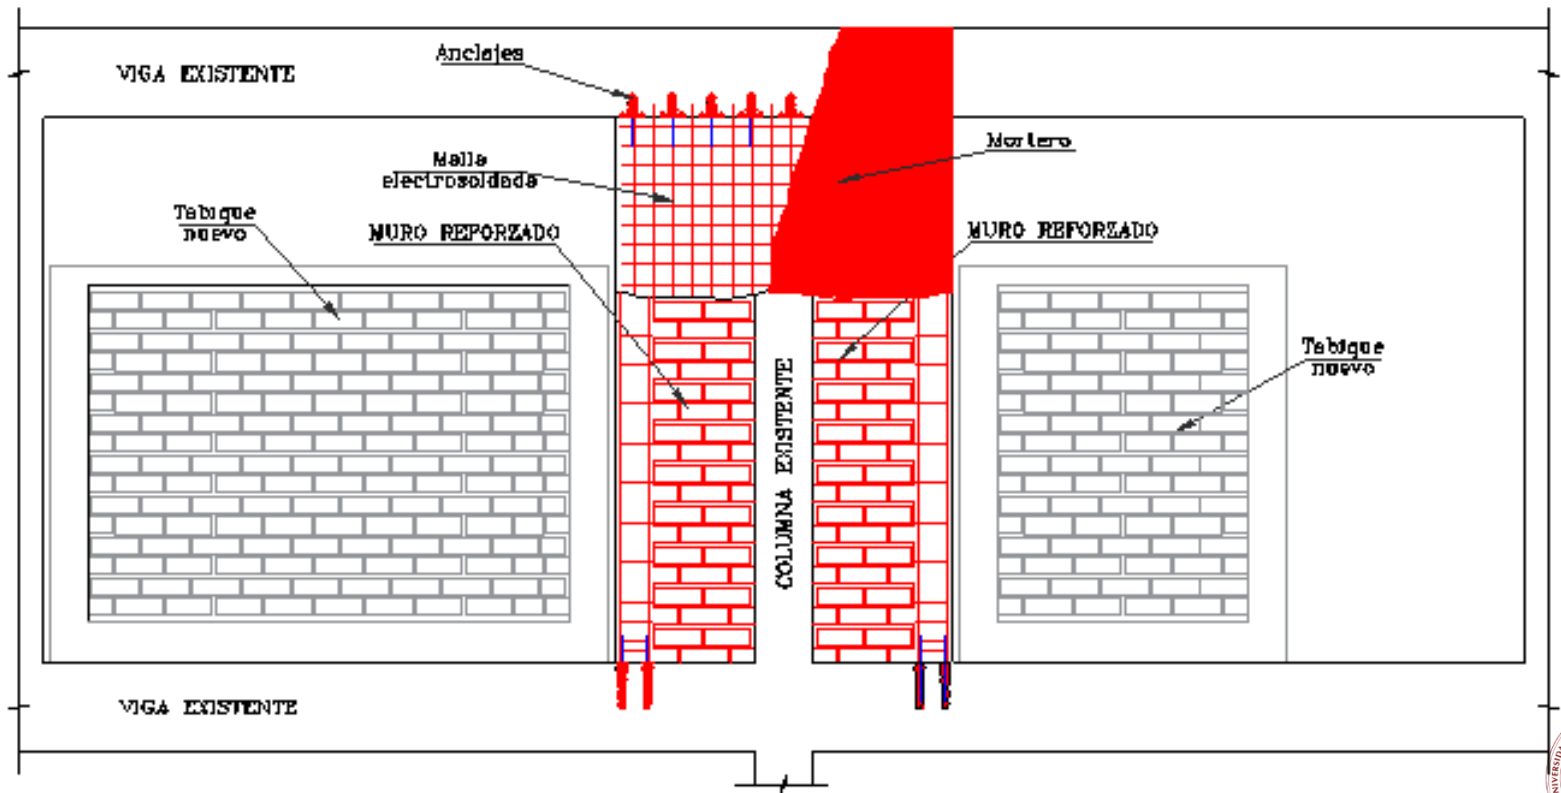 Anclajes
VIGA EXISTENTE
Mortero
Malla
electrosoldada
Tabique
nuevo
MURO REFORZADO
MURO REFORZADO
Tabique
nuevo
COLUMNA EXISTENTE
VIGA EXISTENTE